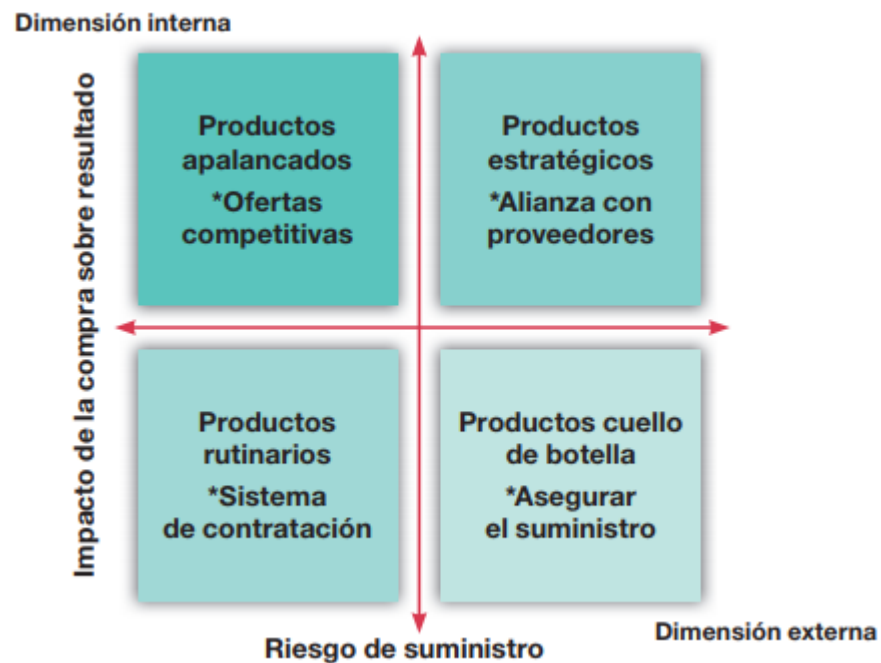 Dimensión interna
Impacto de la compra sobre resultado
Productos
apalancados
*Ofertas
competitivas
Productos
estratégicos
*Alianza con
proveedores
Productos
rutinarios
*Sistema
de contratación
Productos cuello
de botella
*Asegurar
el suministro
Riesgo de suministro
Dimensión externa